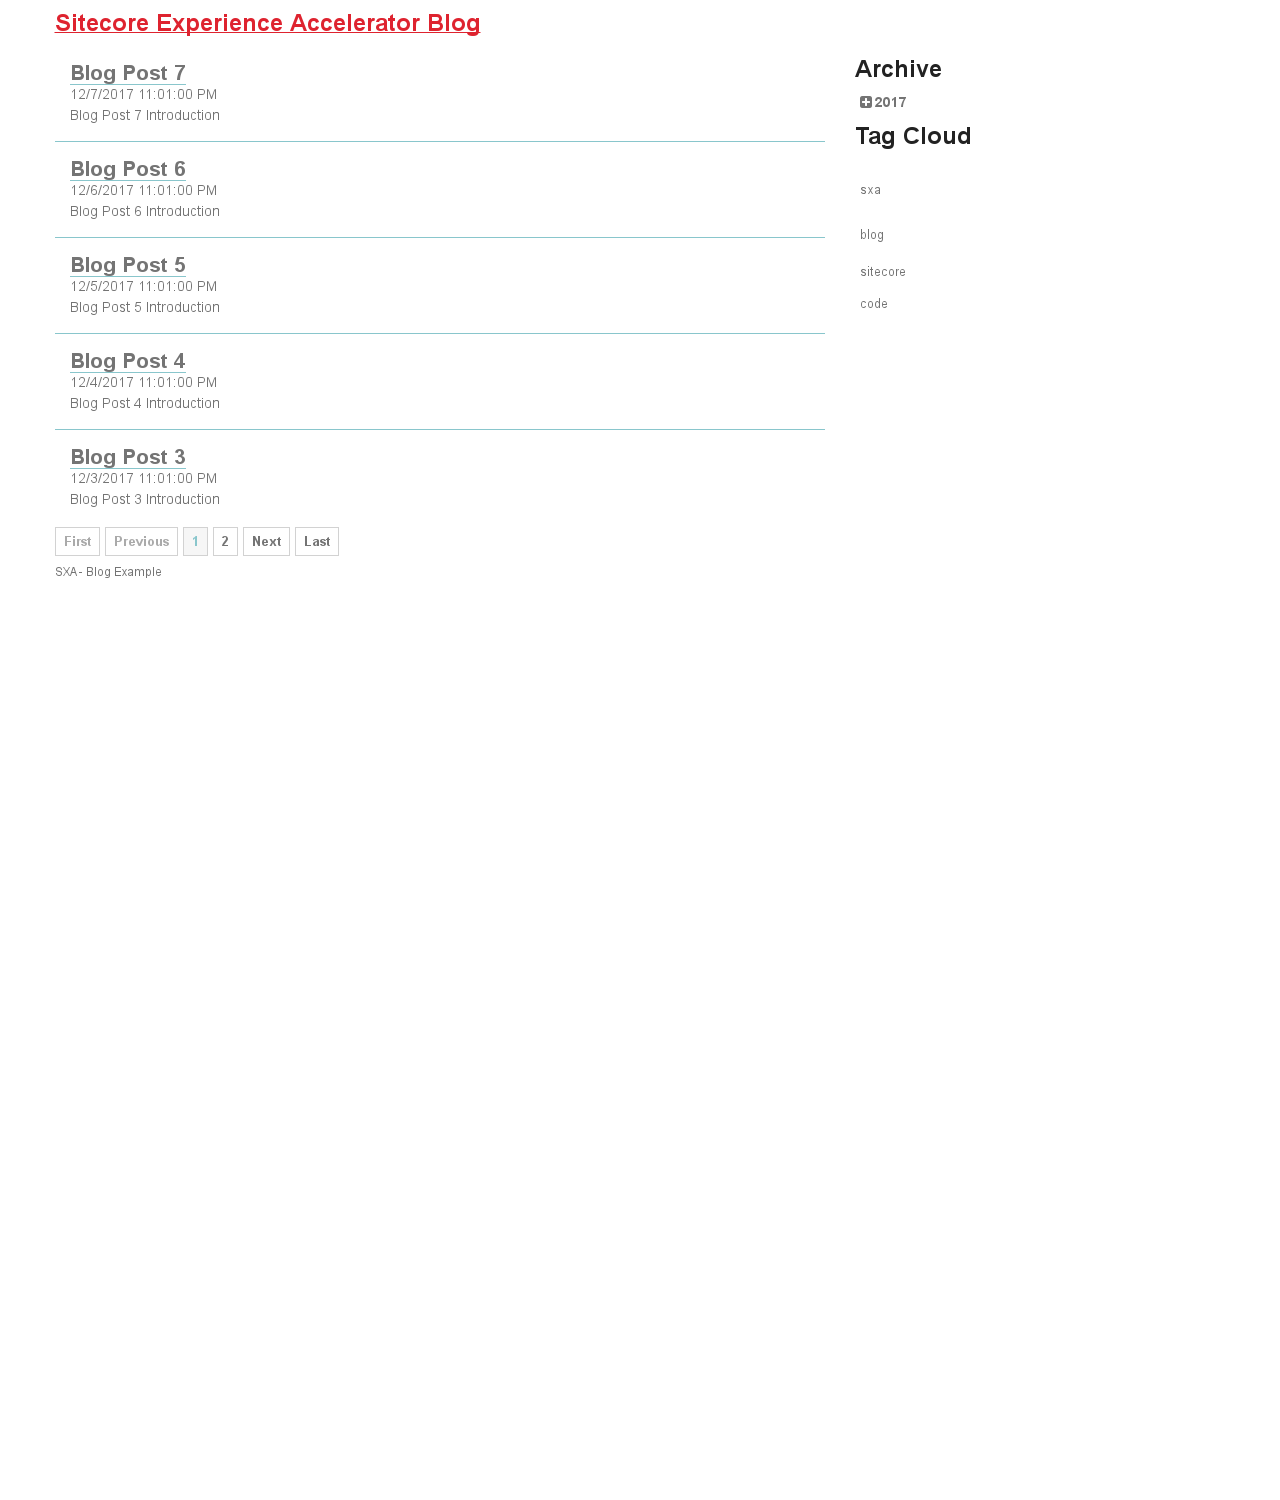 Sitecore Experience Accelerator Blog
Blog Post 7
12/7/2017 11:01:00 PM
Blog Post 7 Introduction
Blog Post 6
12/6/2017 11:01:00 PM
Blog Post 6 Introduction
Blog Post 5
12/5/2017 11:01:00 PM
Blog Post 5 Introduction
Blog Post 4
12/4/2017 11:01:00 PM
Blog Post 4 Introduction
Blog Post 3
12/3/2017 11:01:00 PM
Blog Post 3 Introduction
First Previous 1 2 Next Last
SXA- Blog Example
Archive
2017
Tag Cloud
sxa
blog
sitecore
code